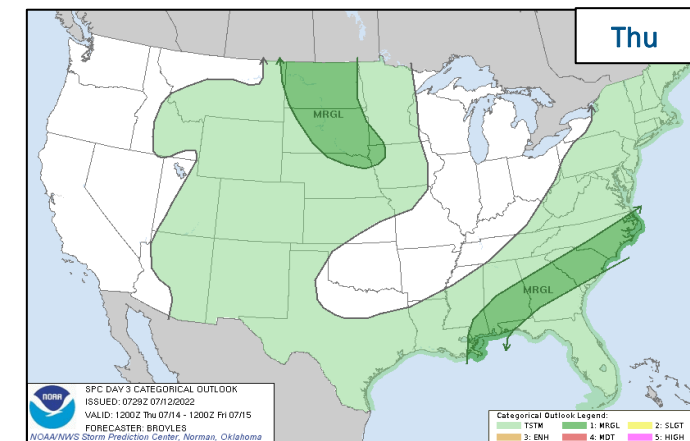 Thu
MRGL
MRGL
NOAA
SPC DAY 3 CATEGORICAL OUTLOOK
ISSUED: 0729Z 07/12/2022
VALID: 1200Z Thu 07/14 - 1200Z Fri 07/15
FORECASTER: BROYLES
NOAA/NWS Storm Prediction Center, Norman, Oklahoma
Categorical Outlook Legend:
TSTM 1: MRGL 2: SLGT
3: ENH 4: MDT 5: HIGH